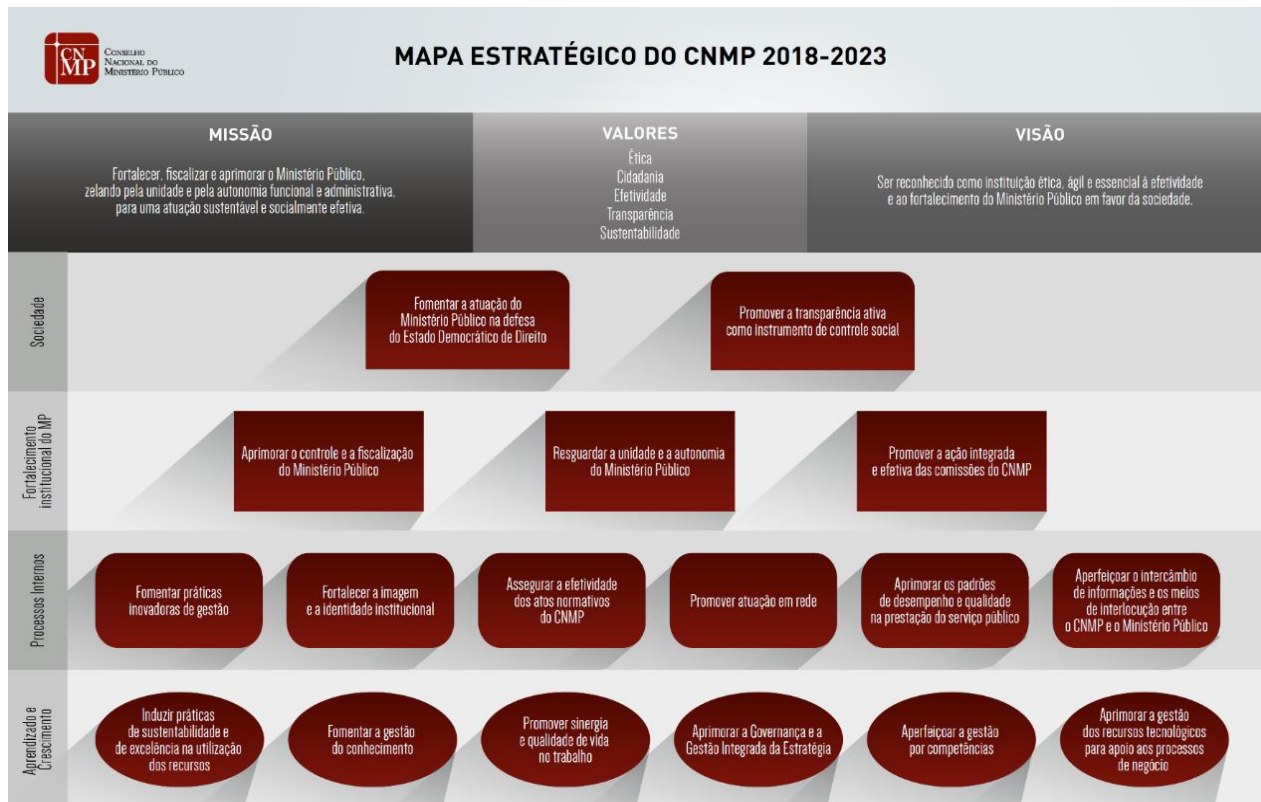 CN
MP
CONSELHO
NACIONAL DO
MINISTÉRIO PÚBLICO
MAPA ESTRATÉGICO DO CNMP 2018-2023
MISSÃO
Fortalecer, fiscalizar e aprimorar o Ministério Público,
zelando pela unidade e pela autonomia funcional e administrativa,
para uma atuação sustentável e socialmente efetiva.
VALORES
Ética
Cidadania
Efetividade
Transparência
Sustentabilidade
VISÃO
Ser reconhecido como instituição ética, ágil e essencial à efetividade
e ao fortalecimento do Ministério Público em favor da sociedade.
Sociedade
Fomentar a atuação do
Ministério Público na defesa
do Estado Democrático de Direito
Promover a transparência ativa
como instrumento de controle social
Fortalecimento
institucional do MP
Aprimorar o controle e a fiscalização
do Ministério Público
Resguardar a unidade e a autonomia
do Ministério Público
Promover a ação integrada
e efetiva das comissões do CNMP
Processos Internos
Fomentar práticas
inovadoras de gestão
Fortalecer a imagem
e a identidade institucional
Assegurar a efetividade
dos atos normativos
do CNMP
Promover atuação em rede
Aprimorar os padrões
de desempenho e qualidade
na prestação do serviço público
Aperfeiçoar o intercâmbio
de informações e os meios
de interlocução entre
o CNMP e o Ministério Público
Aprendizado e
Crescimento
Induzir práticas
de sustentabilidade e
de excelência na utilização
dos recursos
Fomentar a gestão
do conhecimento
Promover sinergia
e qualidade de vida
no trabalho
Aprimorar a Governança e a
Gestão Integrada da Estratégia
Aperfeiçoar a gestão
por competências
Aprimorar a gestão
dos recursos tecnológicos
para apoio aos processos
de negócio